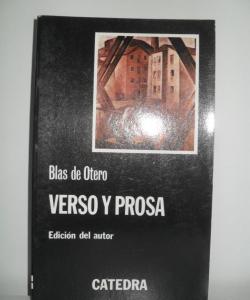 Blas de Otero
VERSO Y PROSA
Edición del autor
CATEDRA